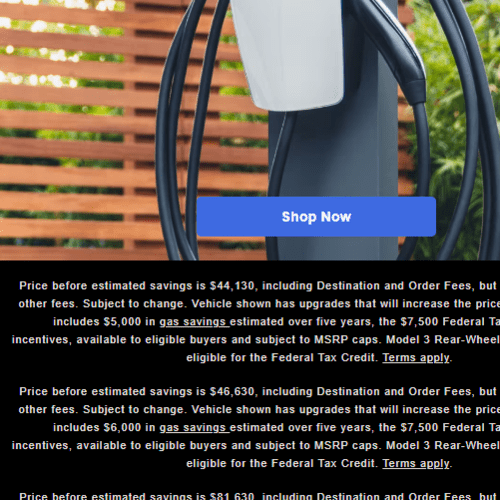 Shop Now
Price before estimated savings is $44,130, including Destination and Order Fees, but
other fees. Subject to change. Vehicle shown has upgrades that will increase the price
includes $5,000 in gas savings estimated over five years, the $7,500 Federal
incentives, available to eligible buyers and subject to MSRP caps. Model 3 Rear-Wheel
eligible for the Federal Tax Credit. Terms apply.
Price before estimated savings is $46,630, including Destination and Order Fees, but
other fees. Subject to change. Vehicle shown has upgrades that will increase the price
includes $6,000 in gas savings estimated over five years, the $7,500 Federal
incentives, available to eligible buyers and subject to MSRP caps. Model 3 Rear-Wheel
eligible for the Federal Tax Credit. Terms apply.
Price before estimated savings is $81,630, including Destination and Order Fees, but